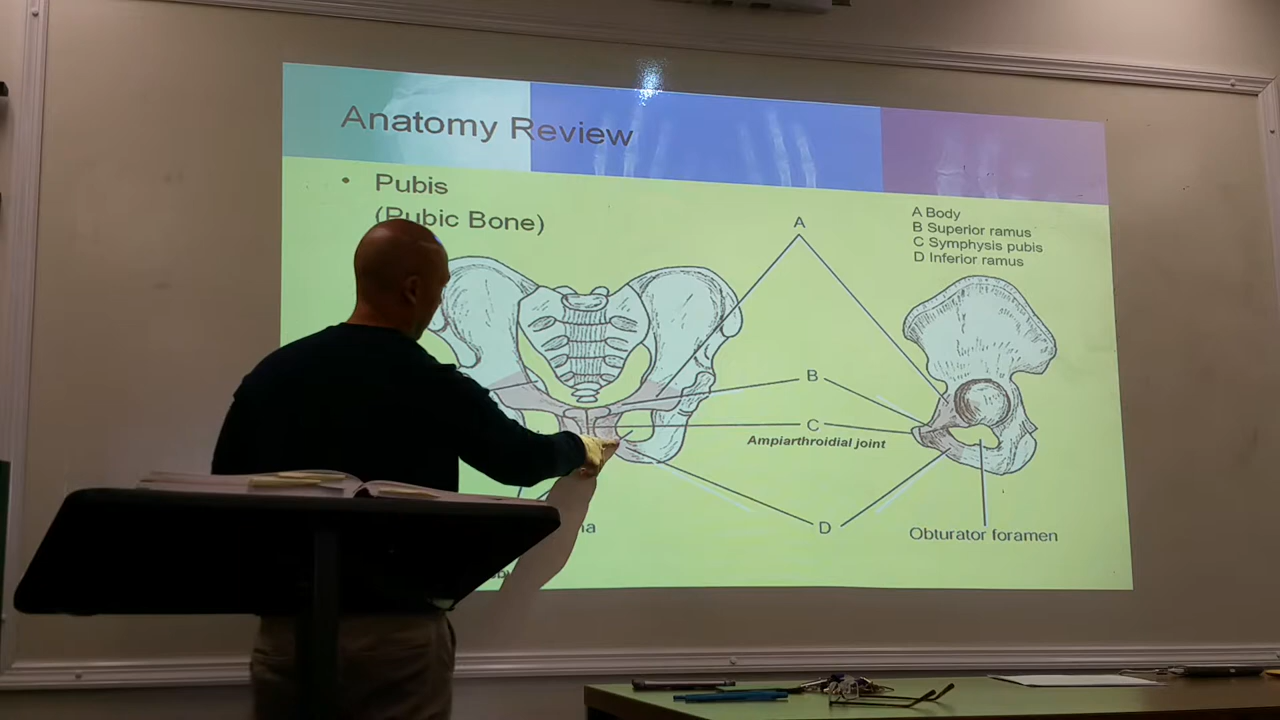 Anatomy Review
• Pubis
(Pubic Bone)
A
A Body
B Superior ramus
C Symphysis pubis
D Inferior ramus
B
C
Ampiarthroidial joint
D
Obturator foramen